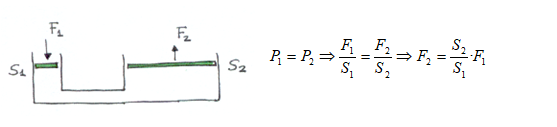 F₁
F₂
S₁
S₂
P₁ = P₂ ⇒ F₁/S₁ = F₂/S₂ ⇒ F₂ = S₂/S₁ · F₁